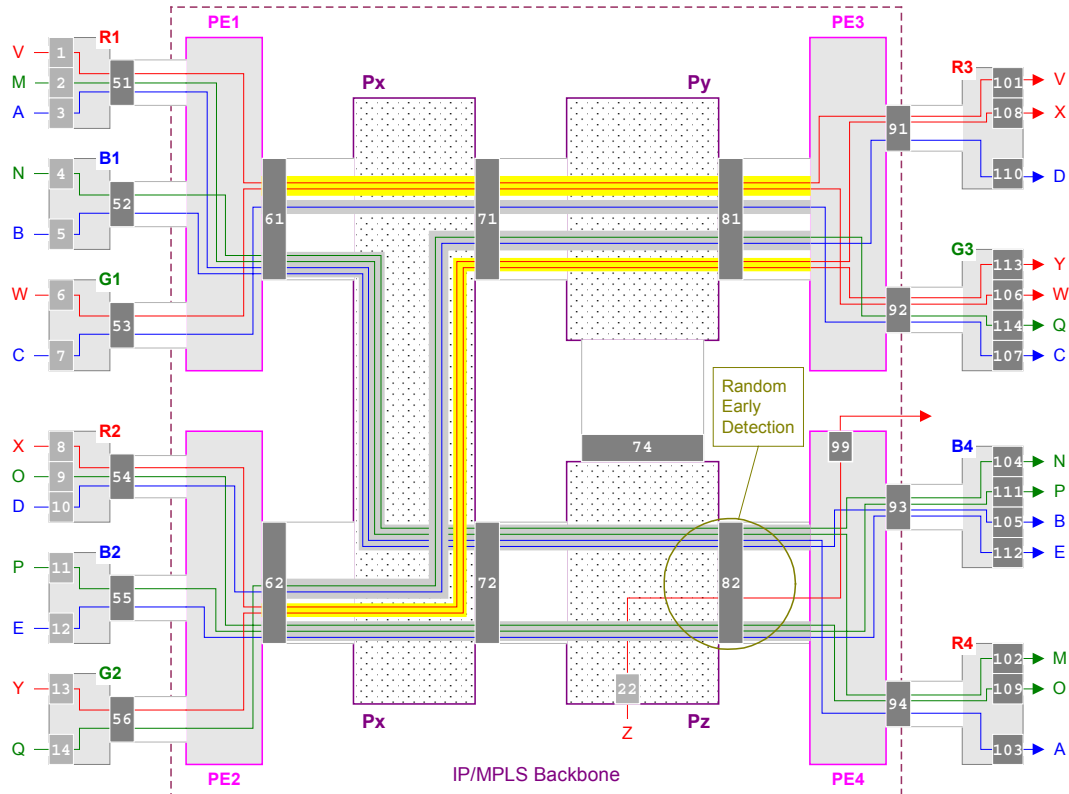 PE1
PE3
R1
V
1
M
2
A
3
51
Px
Py
R3
101
V
108
X
110
D
91
B1
N
4
B
5
52
61
71
81
G1
W
6
C
7
53
G3
113
Y
106
W
114
Q
107
C
92
Random
Early
Detection
74
99
R2
X
8
O
9
D
10
54
B4
104
N
111
P
105
B
112
E
93
B2
P
11
E
12
55
62
72
82
G2
Y
13
Q
14
56
22
Z
R4
102
M
109
O
103
A
94
Px
Pz
PE2
IP/MPLS Backbone
PE4